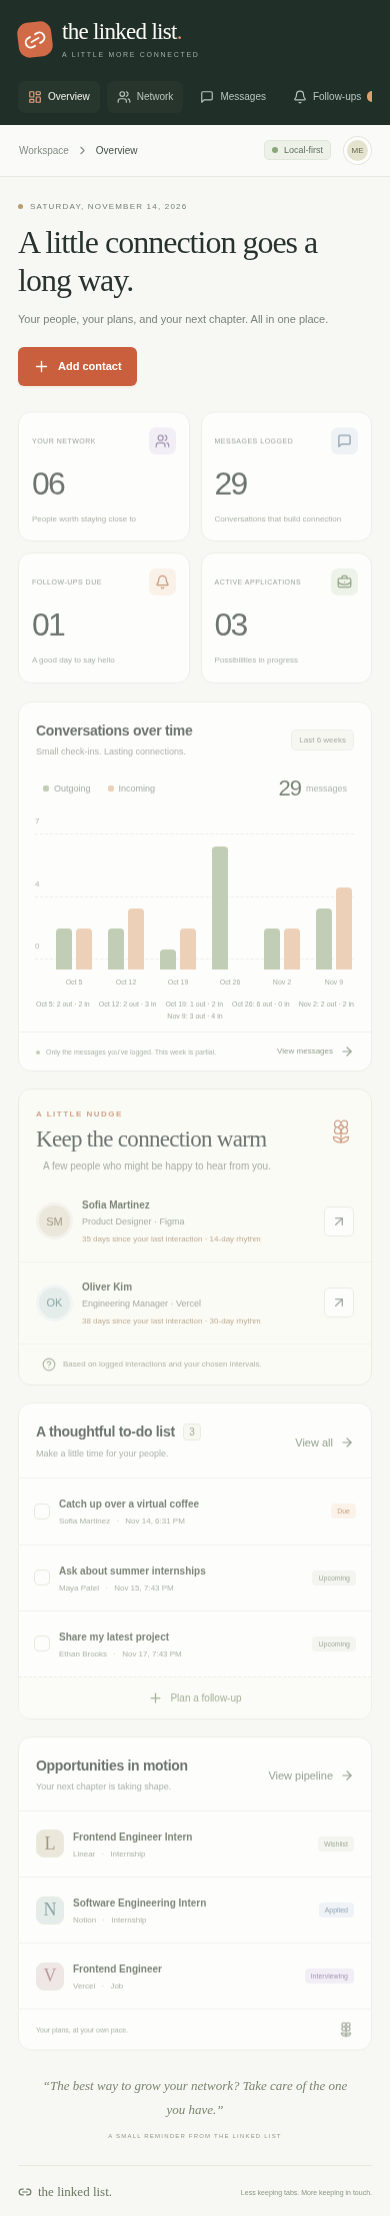 the linked list.
A LITTLE MORE CONNECTED
Overview
Network
Messages
Follow-ups
Workspace > Overview
Local-first
ME
SATURDAY, NOVEMBER 14, 2026
A little connection goes a
long way.
Your people, your plans, and your next chapter. All in one place.
+ Add contact
YOUR NETWORK
06
People worth staying close to
MESSAGES LOGGED
29
Conversations that build connection
FOLLOW-UPS DUE
01
A good day to say hello
ACTIVE APPLICATIONS
03
Possibilities in progress
Conversations over time
Small check-ins. Lasting connections.
Last 6 weeks
Outgoing
Incoming
29 messages
7
4
0
Oct 5
Oct 12
Oct 19
Oct 26
Nov 2
Nov 9
Oct 5: 2 out · 2 in Oct 12: 2 out · 3 in Oct 19: 1 out · 2 in Oct 26: 6 out · 0 in Nov 2: 2 out · 2 in
Nov 9: 3 out · 4 in
Only the messages you've logged. This week is partial.
View messages
A LITTLE NUDGE
Keep the connection warm
A few people who might be happy to hear from you.
SM
Sofia Martinez
Product Designer · Figma
35 days since your last interaction · 14-day rhythm
OK
Oliver Kim
Engineering Manager · Vercel
38 days since your last interaction · 30-day rhythm
Based on logged interactions and your chosen intervals.
A thoughtful to-do list 3
Make a little time for your people.
View all
Catch up over a virtual coffee
Sofia Martinez · Nov 14, 6:31 PM
Due
Ask about summer internships
Maya Patel · Nov 15, 7:43 PM
Upcoming
Share my latest project
Ethan Brooks · Nov 17, 7:43 PM
Upcoming
+ Plan a follow-up
Opportunities in motion
Your next chapter is taking shape.
View pipeline
L
Frontend Engineer Intern
Linear · Internship
Wishlist
N
Software Engineering Intern
Notion · Internship
Applied
V
Frontend Engineer
Vercel · Job
Interviewing
Your plans, at your own pace.
“The best way to grow your network? Take care of the one
you have.”
A SMALL REMINDER FROM THE LINKED LIST
the linked list.
Less keeping tabs. More keeping in touch.